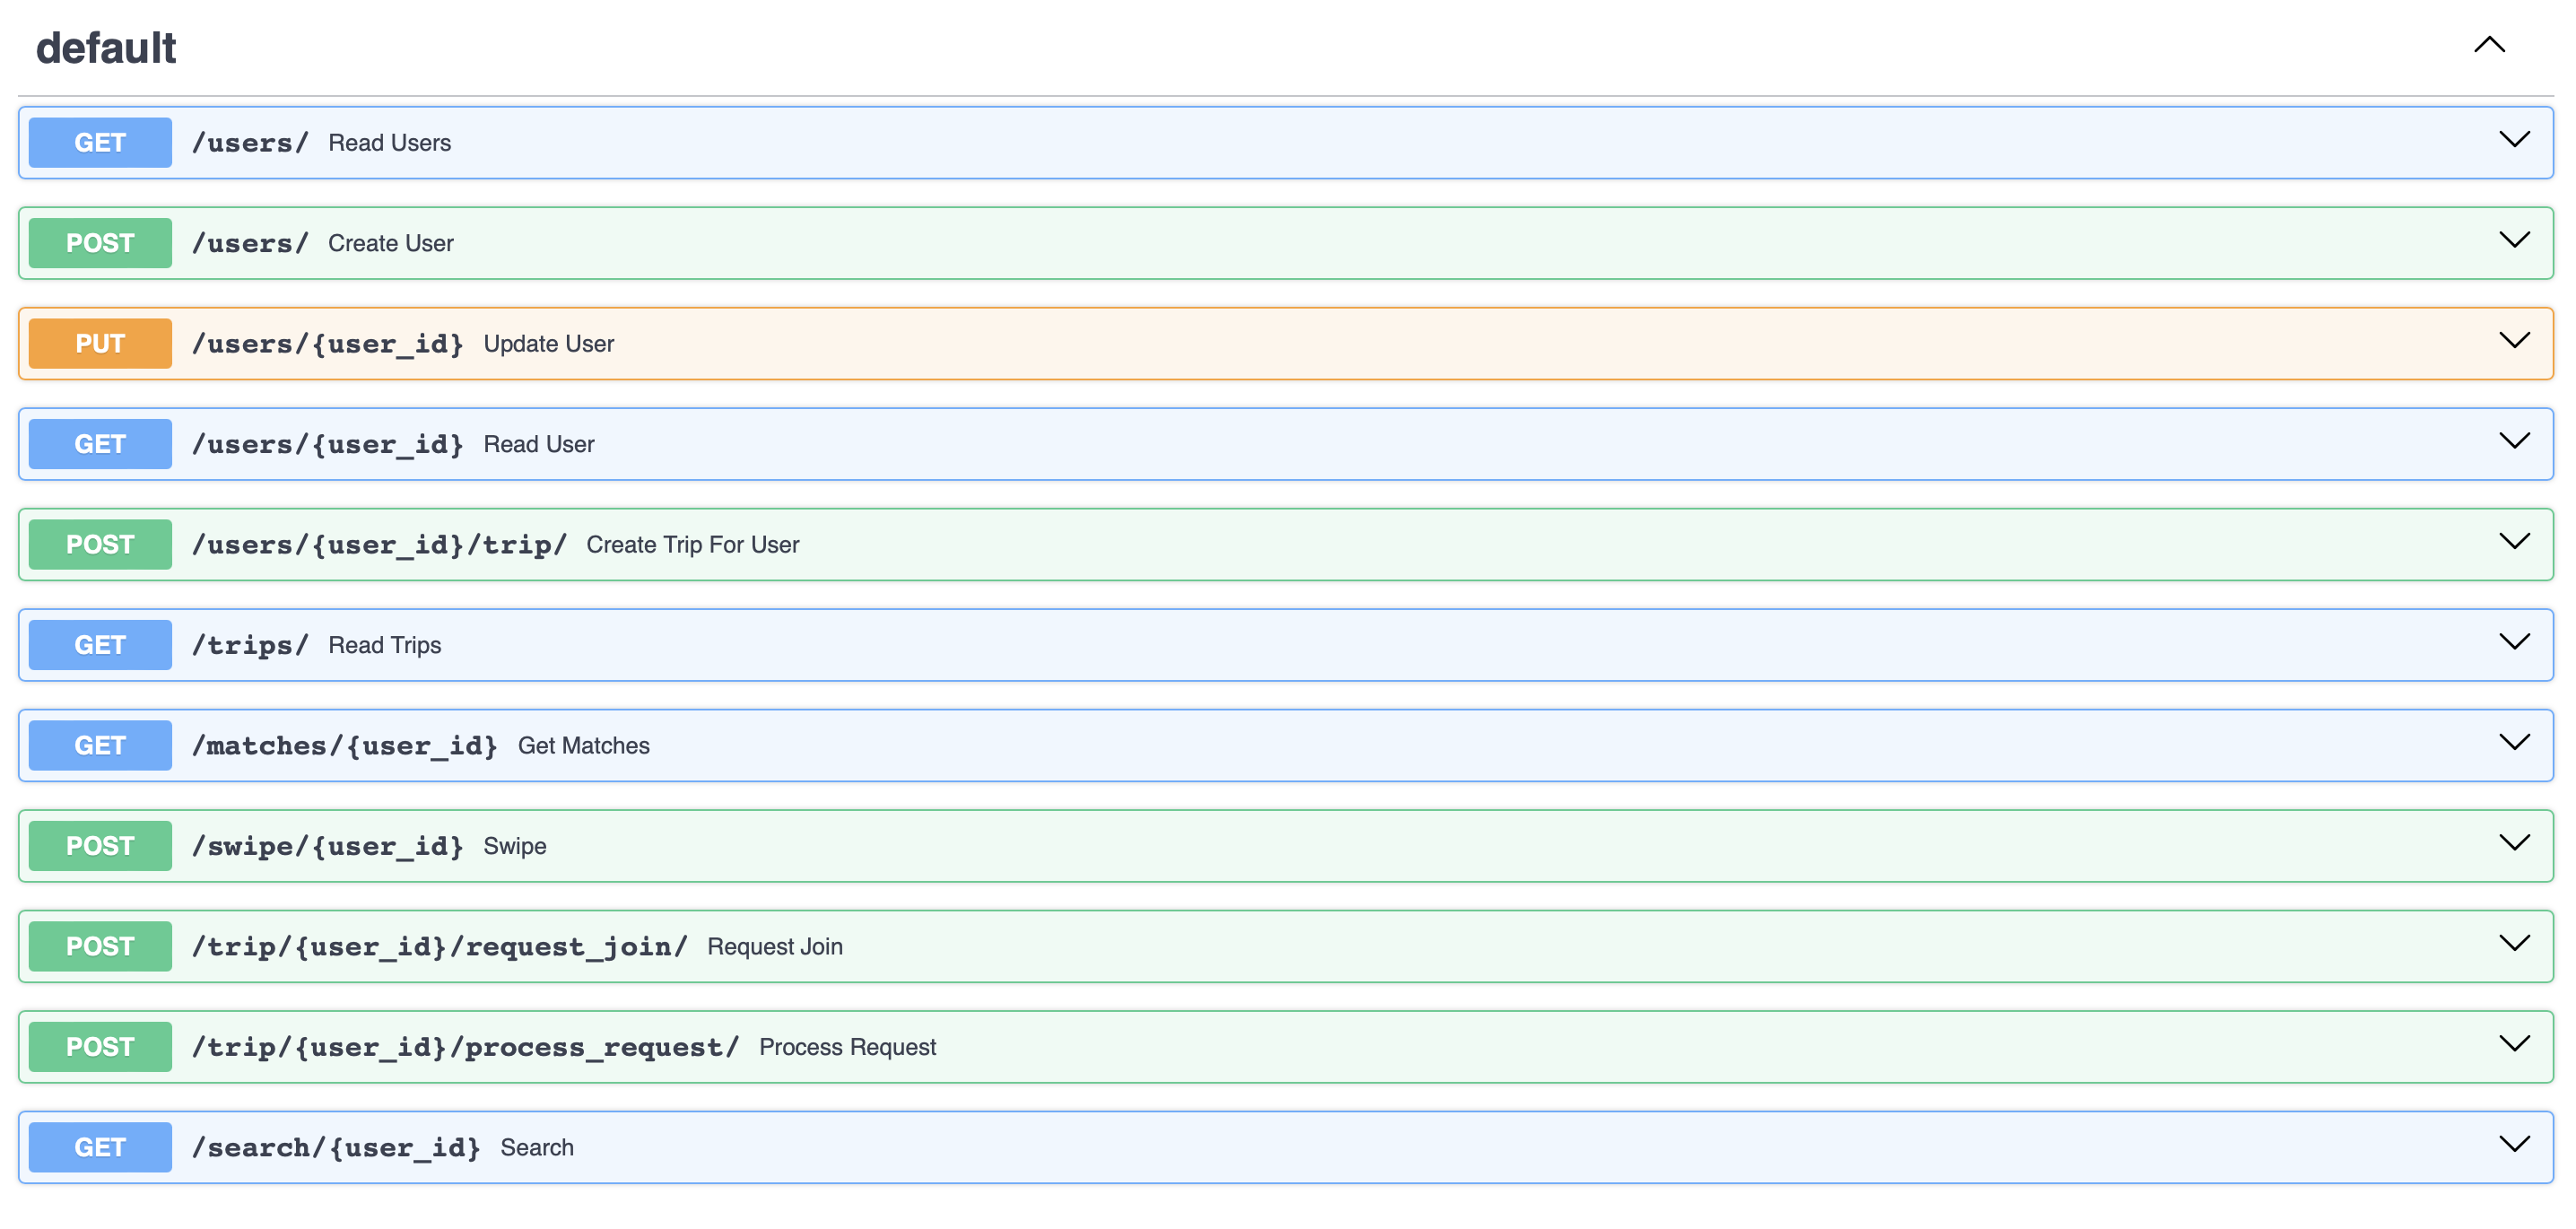 default
GET /users/ Read Users
POST /users/ Create User
PUT /users/{user_id} Update User
GET /users/{user_id} Read User
POST /users/{user_id}/trip/ Create Trip For User
GET /trips/ Read Trips
GET /matches/{user_id} Get Matches
POST /swipe/{user_id} Swipe
POST /trip/{user_id}/request_join/ Request Join
POST /trip/{user_id}/process_request/ Process Request
GET /search/{user_id} Search